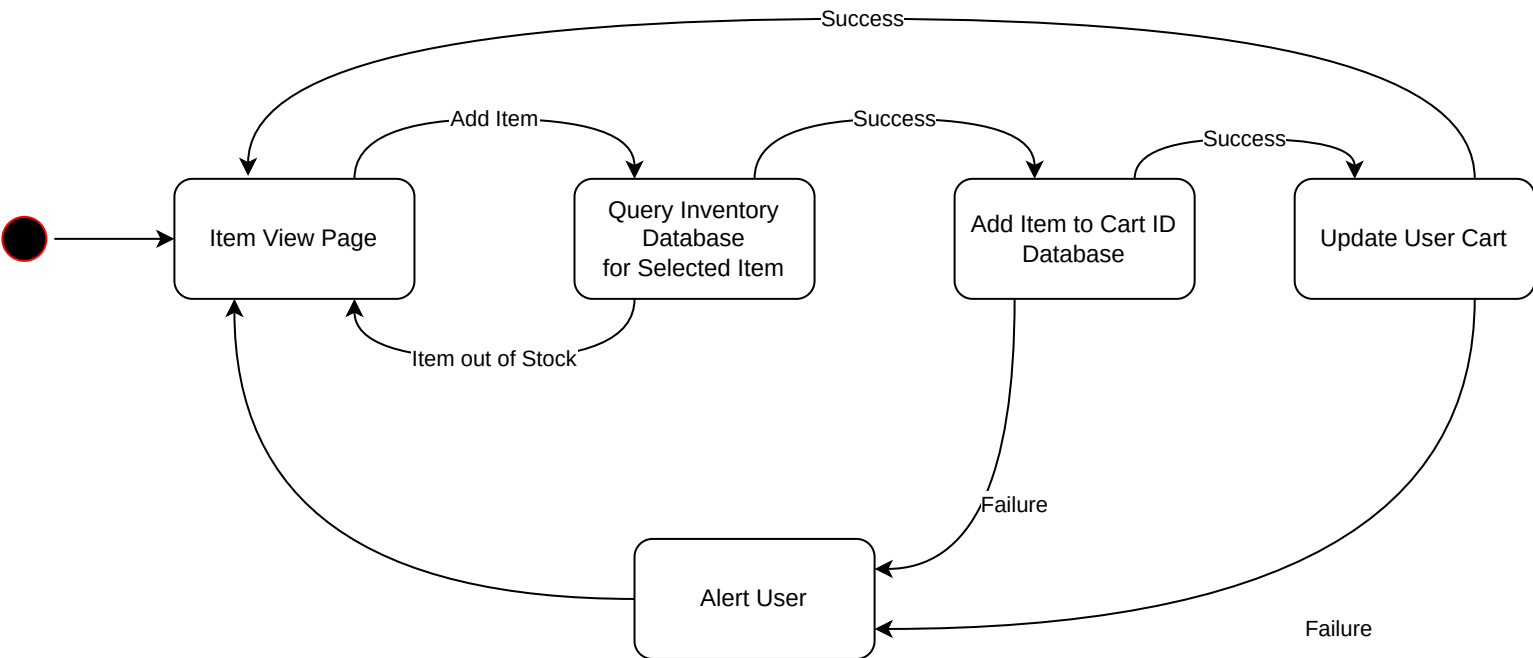 Success
Add Item
Success
Success
Item View Page
Query Inventory
Database
for Selected Item
Add Item to Cart ID
Database
Update User Cart
Item out of Stock
Failure
Alert User
Failure